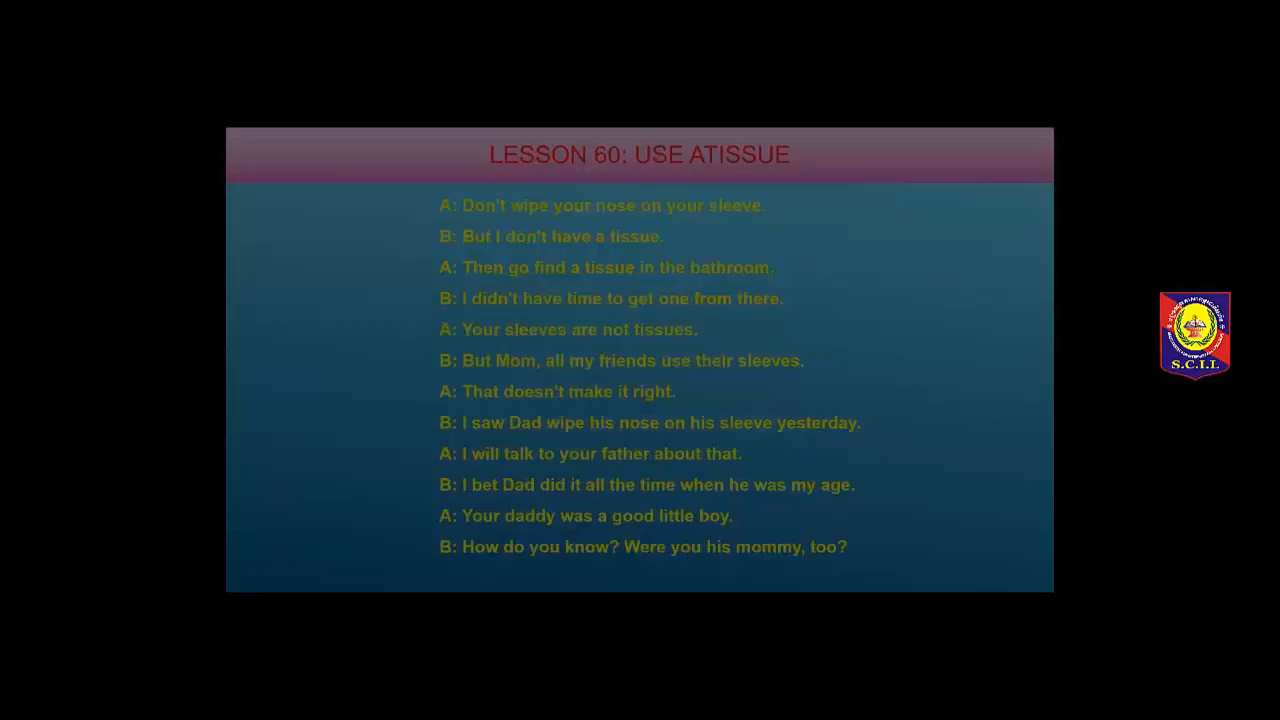 LESSON 60: USE ATISSUE
A: Don't wipe your nose on your sleeve.
B: But I don't have a tissue.
A: Then go find a tissue in the bathroom.
B: I didn't have time to get one from there.
A: Your sleeves are not tissues.
B: But Mom, all my friends use their sleeves.
A: That doesn't make it right.
B: I saw Dad wipe his nose on his sleeve yesterday.
A: I will talk to your father about that.
B: I bet Dad did it all the time when he was my age.
A: Your daddy was a good little boy.
B: How do you know? Were you his mommy, too?
S.C.I.L